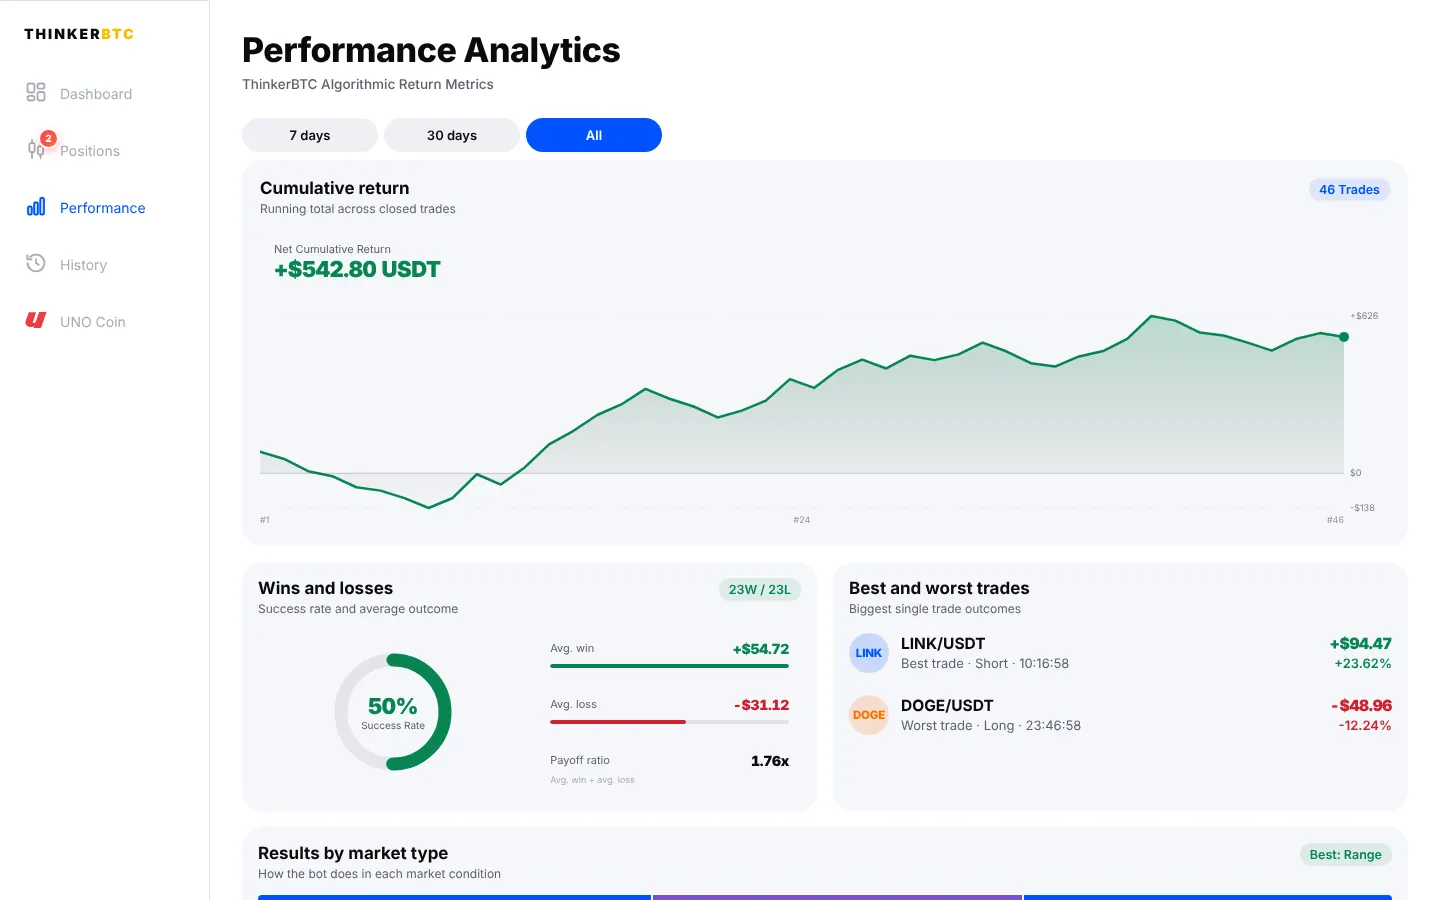 THINKERBTC
Dashboard
2
Positions
Performance
History
UNO Coin
Performance Analytics
ThinkerBTC Algorithmic Return Metrics
7 days
30 days
All
Cumulative return
46 Trades
Running total across closed trades
Net Cumulative Return
+$542.80 USDT
+$626
$0
-$138
#1
#24
#46
Wins and losses
23W / 23L
Success rate and average outcome
50%
Success Rate
Avg. win
+$54.72
Avg. loss
-$31.12
Payoff ratio
1.76x
Avg. win ÷ avg. loss
Best and worst trades
Biggest single trade outcomes
LINK
LINK/USDT
+$94.47
Best trade · Short · 10:16:58
+23.62%
DOGE
DOGE/USDT
-$48.96
Worst trade · Long · 23:46:58
-12.24%
Results by market type
Best: Range
How the bot does in each market condition